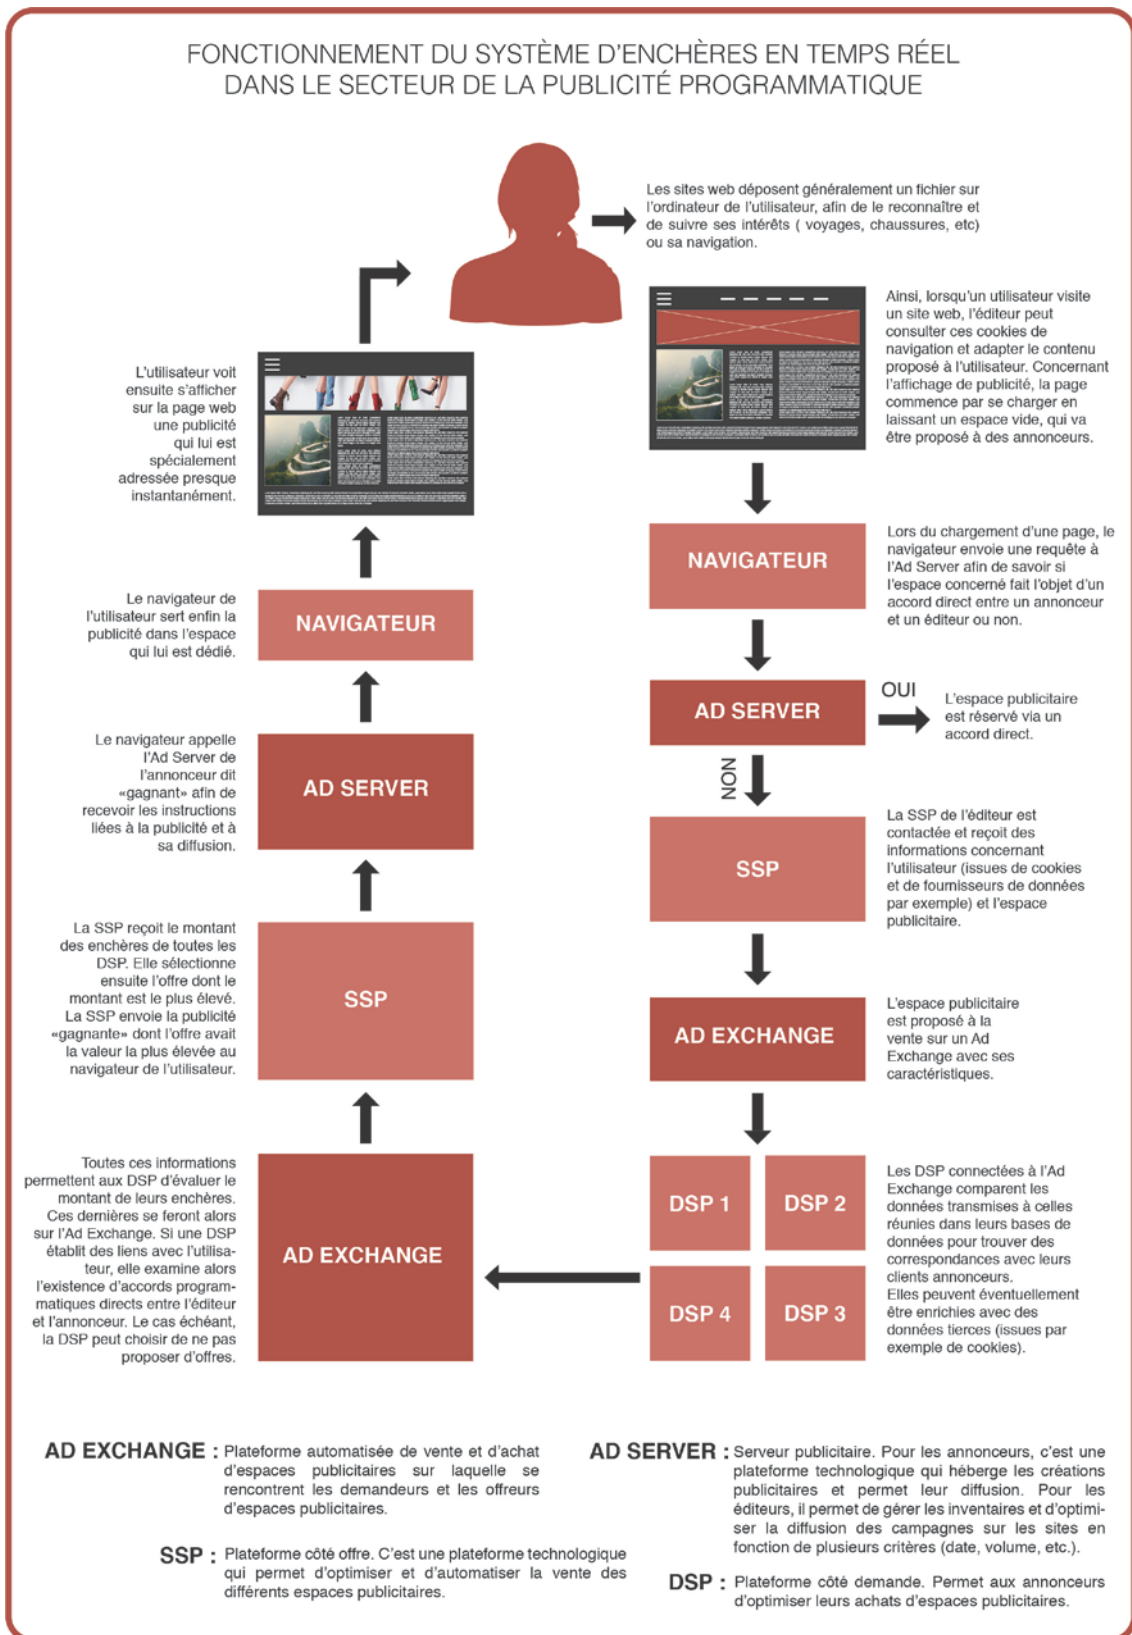 FONCTIONNEMENT DU SYSTÈME D'ENCHÈRES EN TEMPS RÉEL
DANS LE SECTEUR DE LA PUBLICITÉ PROGRAMMATIQUE
Les sites web déposent généralement un fichier sur
l'ordinateur de l'utilisateur, afin de le reconnaître et
de suivre ses intérêts ( voyages, chaussures, etc)
ou sa navigation.
Ainsi, lorsqu'un utilisateur visite
un site web, l'éditeur peut
consulter ces cookies de
navigation et adapter le contenu
proposé à l'utilisateur. Concernant
l'affichage de publicité, la page
commence par se charger en
laissant un espace vide, qui va
être proposé à des annonceurs.
NAVIGATEUR
Lors du chargement d'une page, le
navigateur envoie une requête à
l'Ad Server afin de savoir si
l'espace concerné fait l'objet d'un
accord direct entre un annonceur
et un éditeur ou non.
AD SERVER
OUI
L'espace publicitaire
est réservé via un
accord direct.
NON
SSP
La SSP de l'éditeur est
contactée et reçoit des
informations concernant
l'utilisateur (issues de cookies
et de fournisseurs de données
par exemple) et l'espace
publicitaire.
AD EXCHANGE
L'espace publicitaire
est proposé à la
vente sur un Ad
Exchange avec ses
caractéristiques.
DSP 1
DSP 2
DSP 4
DSP 3
Les DSP connectées à l'Ad
Exchange comparent les
données transmises à celles
réunies dans leurs bases de
données pour trouver des
correspondances avec leurs
clients annonceurs.
Elles peuvent éventuellement
être enrichies avec des
données tierces (issues par
exemple de cookies).
AD EXCHANGE
Toutes ces informations
permettent aux DSP d'évaluer le
montant de leurs enchères.
Ces dernières se feront alors
sur l'Ad Exchange. Si une DSP
établit des liens avec l'utilisa-
teur, elle examine alors
l'existence d'accords program-
matiques directs entre l'éditeur
et l'annonceur. Le cas échéant,
la DSP peut choisir de ne pas
proposer d'offres.
SSP
La SSP reçoit le montant
des enchères de toutes les
DSP. Elle sélectionne
ensuite l'offre dont le
montant est le plus élevé.
La SSP envoie la publicité
«gagnante» dont l'offre avait
la valeur la plus élevée au
navigateur de l'utilisateur.
AD SERVER
Le navigateur appelle
l'Ad Server de
l'annonceur dit
«gagnant» afin de
recevoir les instructions
liées à la publicité et à
sa diffusion.
NAVIGATEUR
Le navigateur de
l'utilisateur sert enfin la
publicité dans l'espace
qui lui est dédié.
L'utilisateur voit
ensuite s'afficher
sur la page web
une publicité
qui lui est
spécialement
adressée presque
instantanément.
AD EXCHANGE : Plateforme automatisée de vente et d'achat
d'espaces publicitaires sur laquelle se
rencontrent les demandeurs et les offreurs
d'espaces publicitaires.
SSP : Plateforme côté offre. C'est une plateforme technologique
qui permet d'optimiser et d'automatiser la vente des
différents espaces publicitaires.
AD SERVER : Serveur publicitaire. Pour les annonceurs, c'est une
plateforme technologique qui héberge les créations
publicitaires et permet leur diffusion. Pour les
éditeurs, il permet de gérer les inventaires et d'optimi-
ser la diffusion des campagnes sur les sites en
fonction de plusieurs critères (date, volume, etc.).
DSP : Plateforme côté demande. Permet aux annonceurs
d'optimiser leurs achats d'espaces publicitaires.